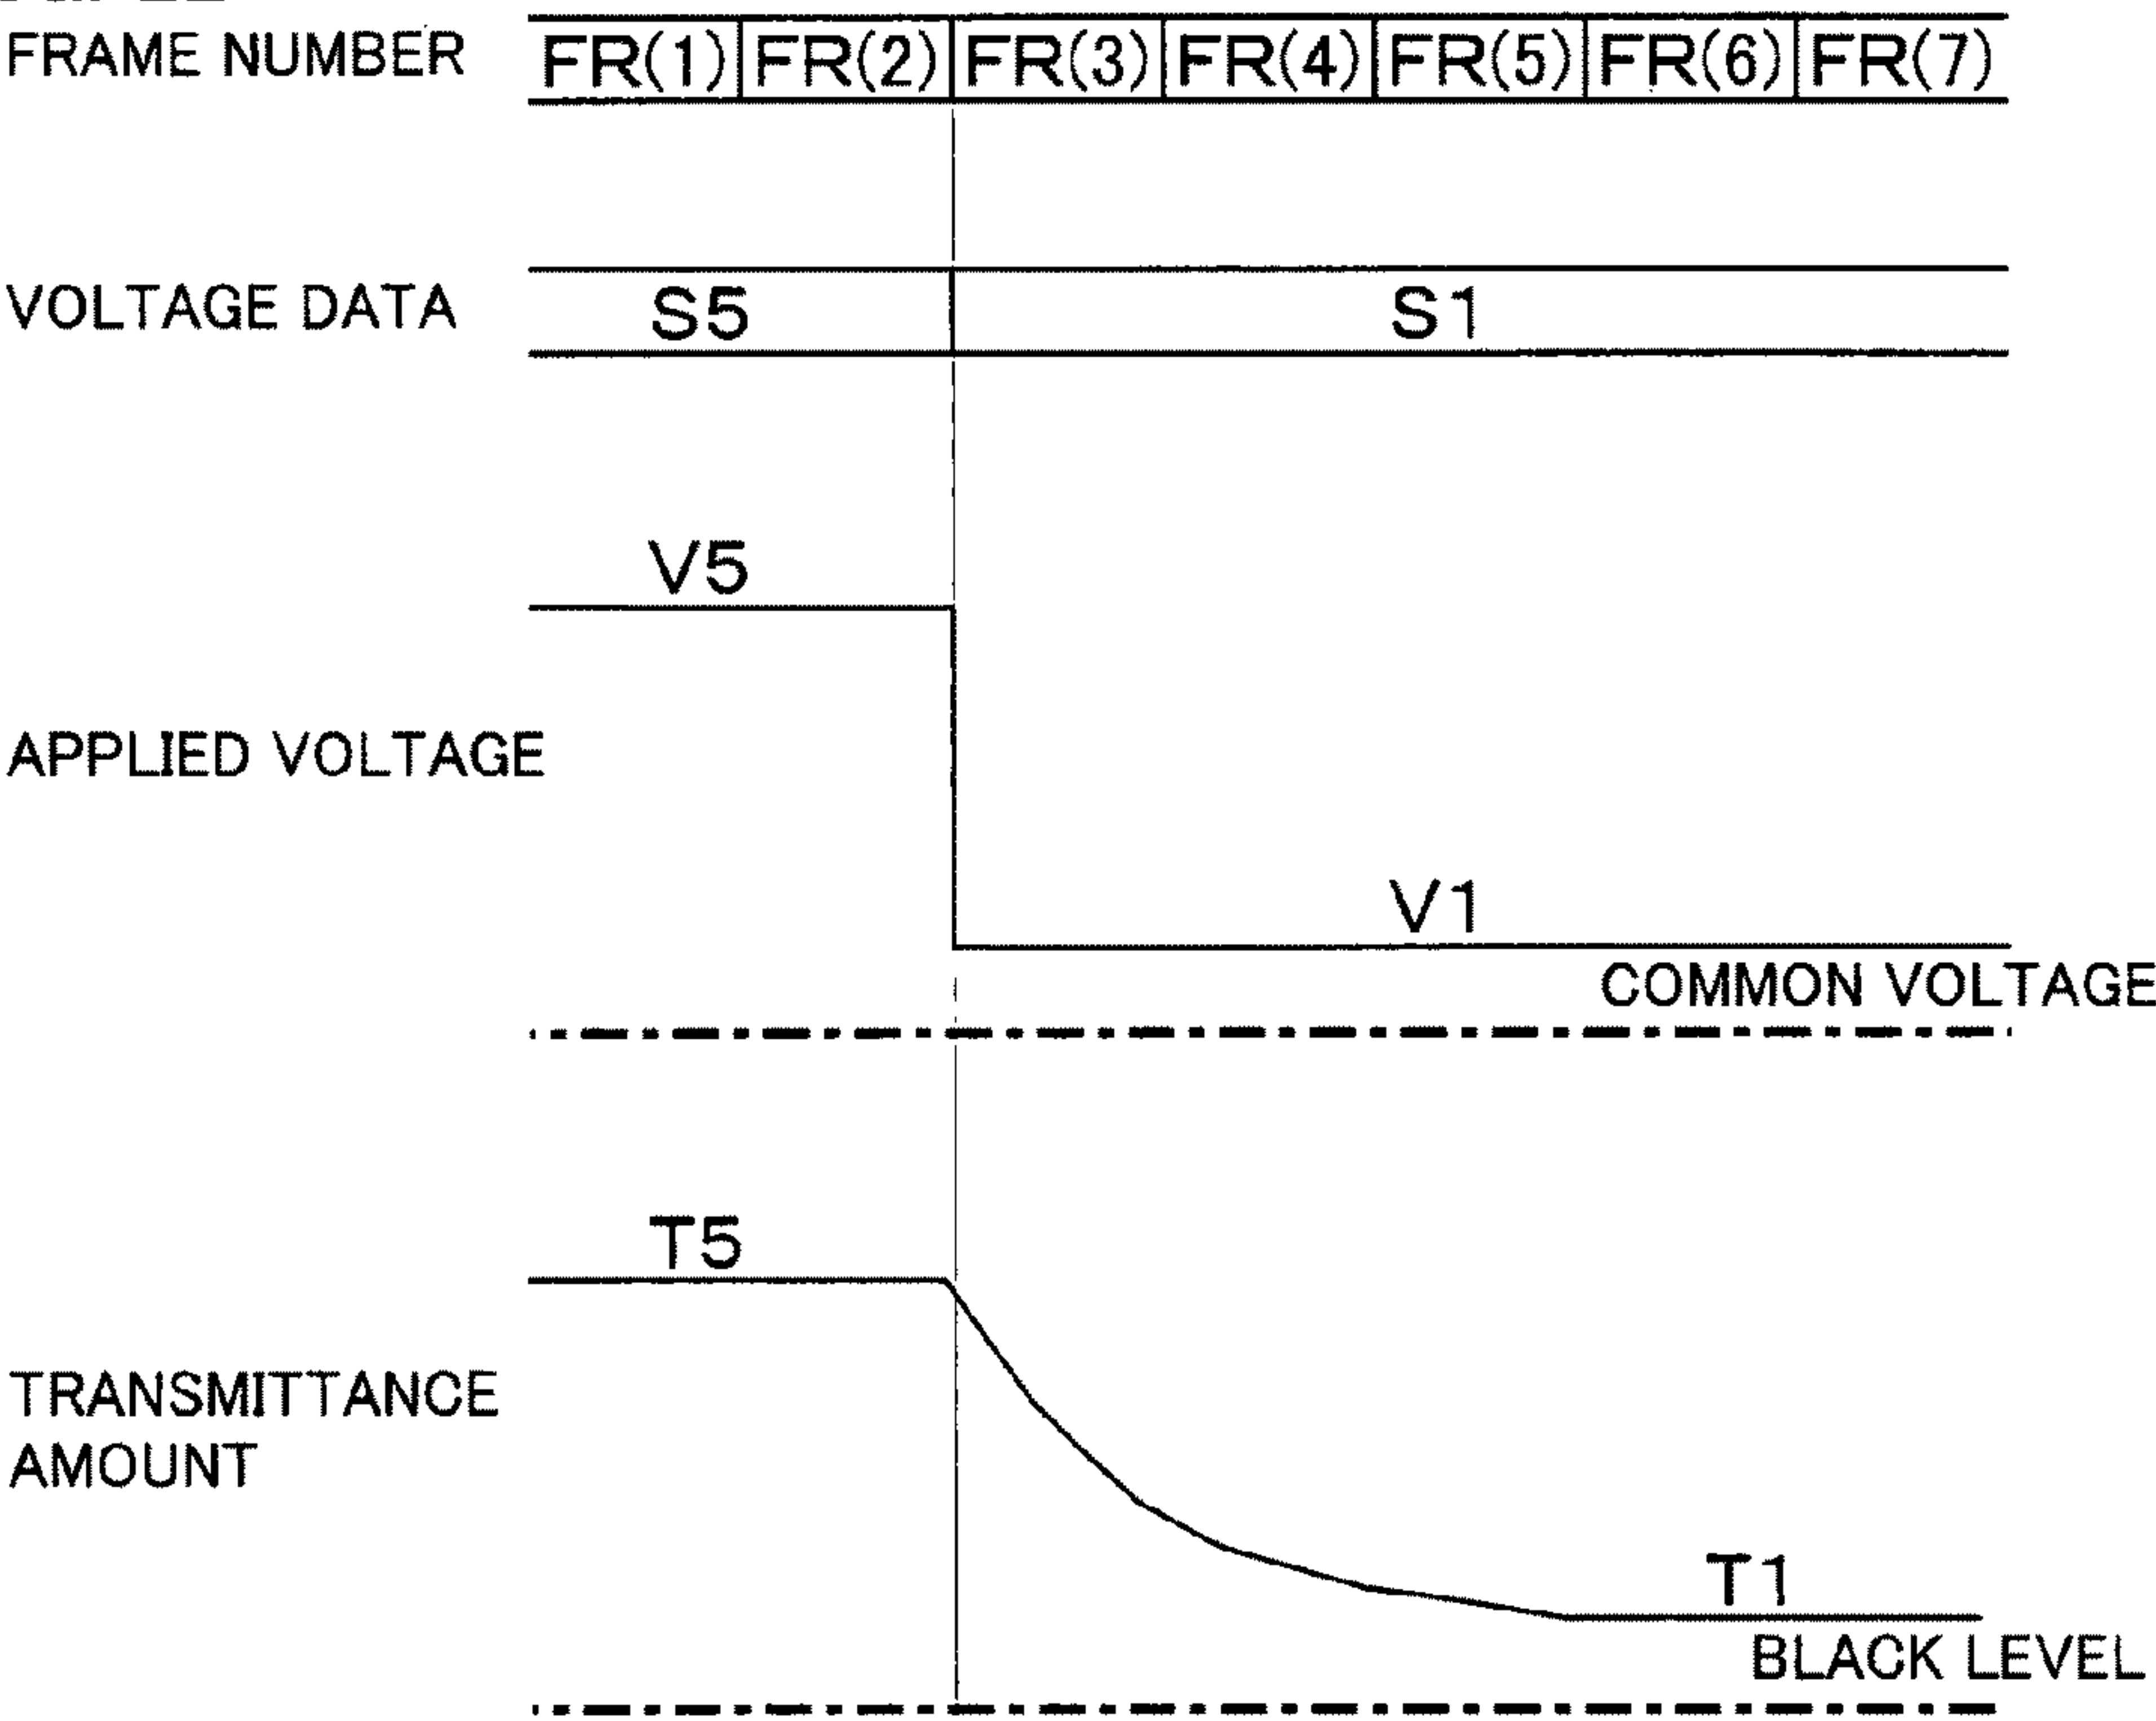 FRAME NUMBER FR(1) FR(2) FR(3) FR(4) FR(5) FR(6) FR(7)
VOLTAGE DATA S5 S1
V5
APPLIED VOLTAGE
V1
COMMON VOLTAGE
T5
TRANSMITTANCE
AMOUNT
T1
BLACK LEVEL